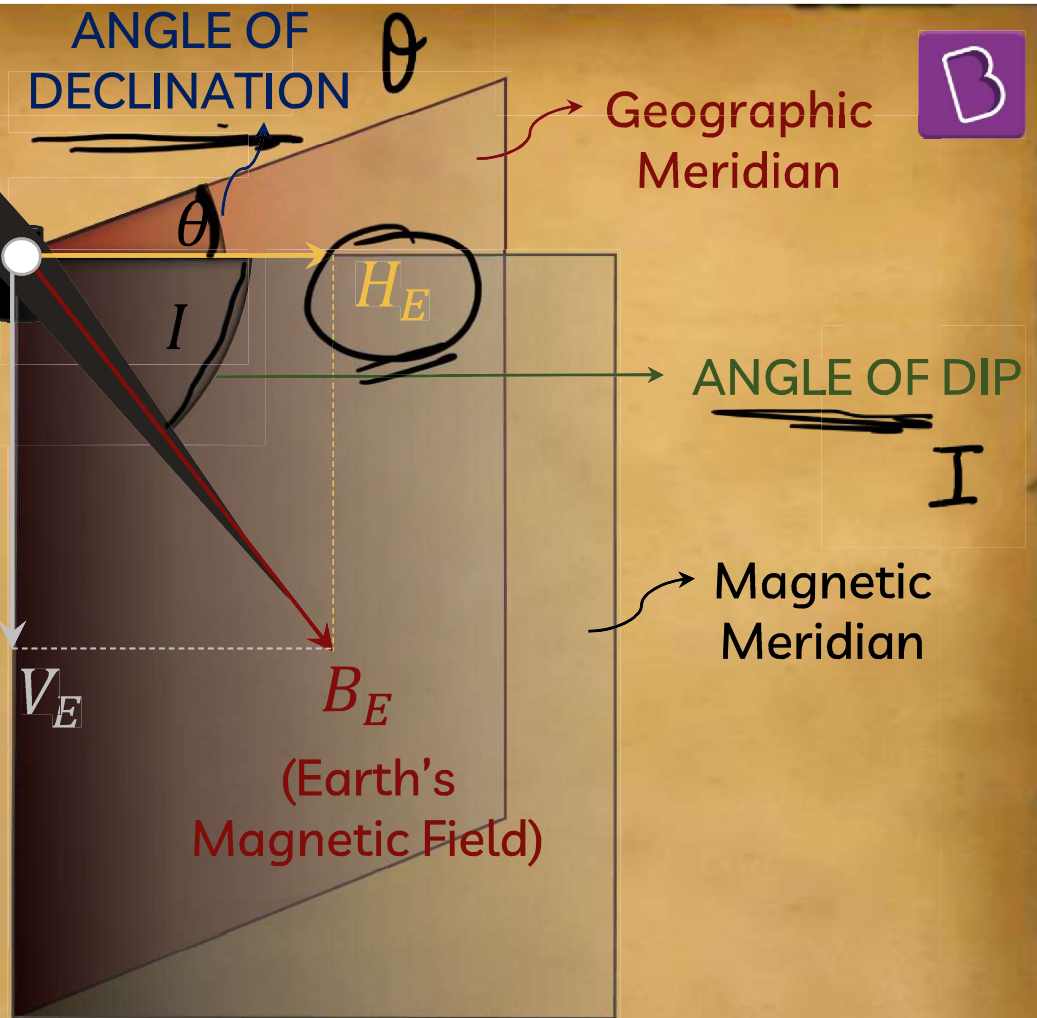 ANGLE OF
DECLINATION
θ
B
Geographic
Meridian
θ
H_E
I
ANGLE OF DIP
I
Magnetic
Meridian
V_E
B_E
(Earth's
Magnetic Field)